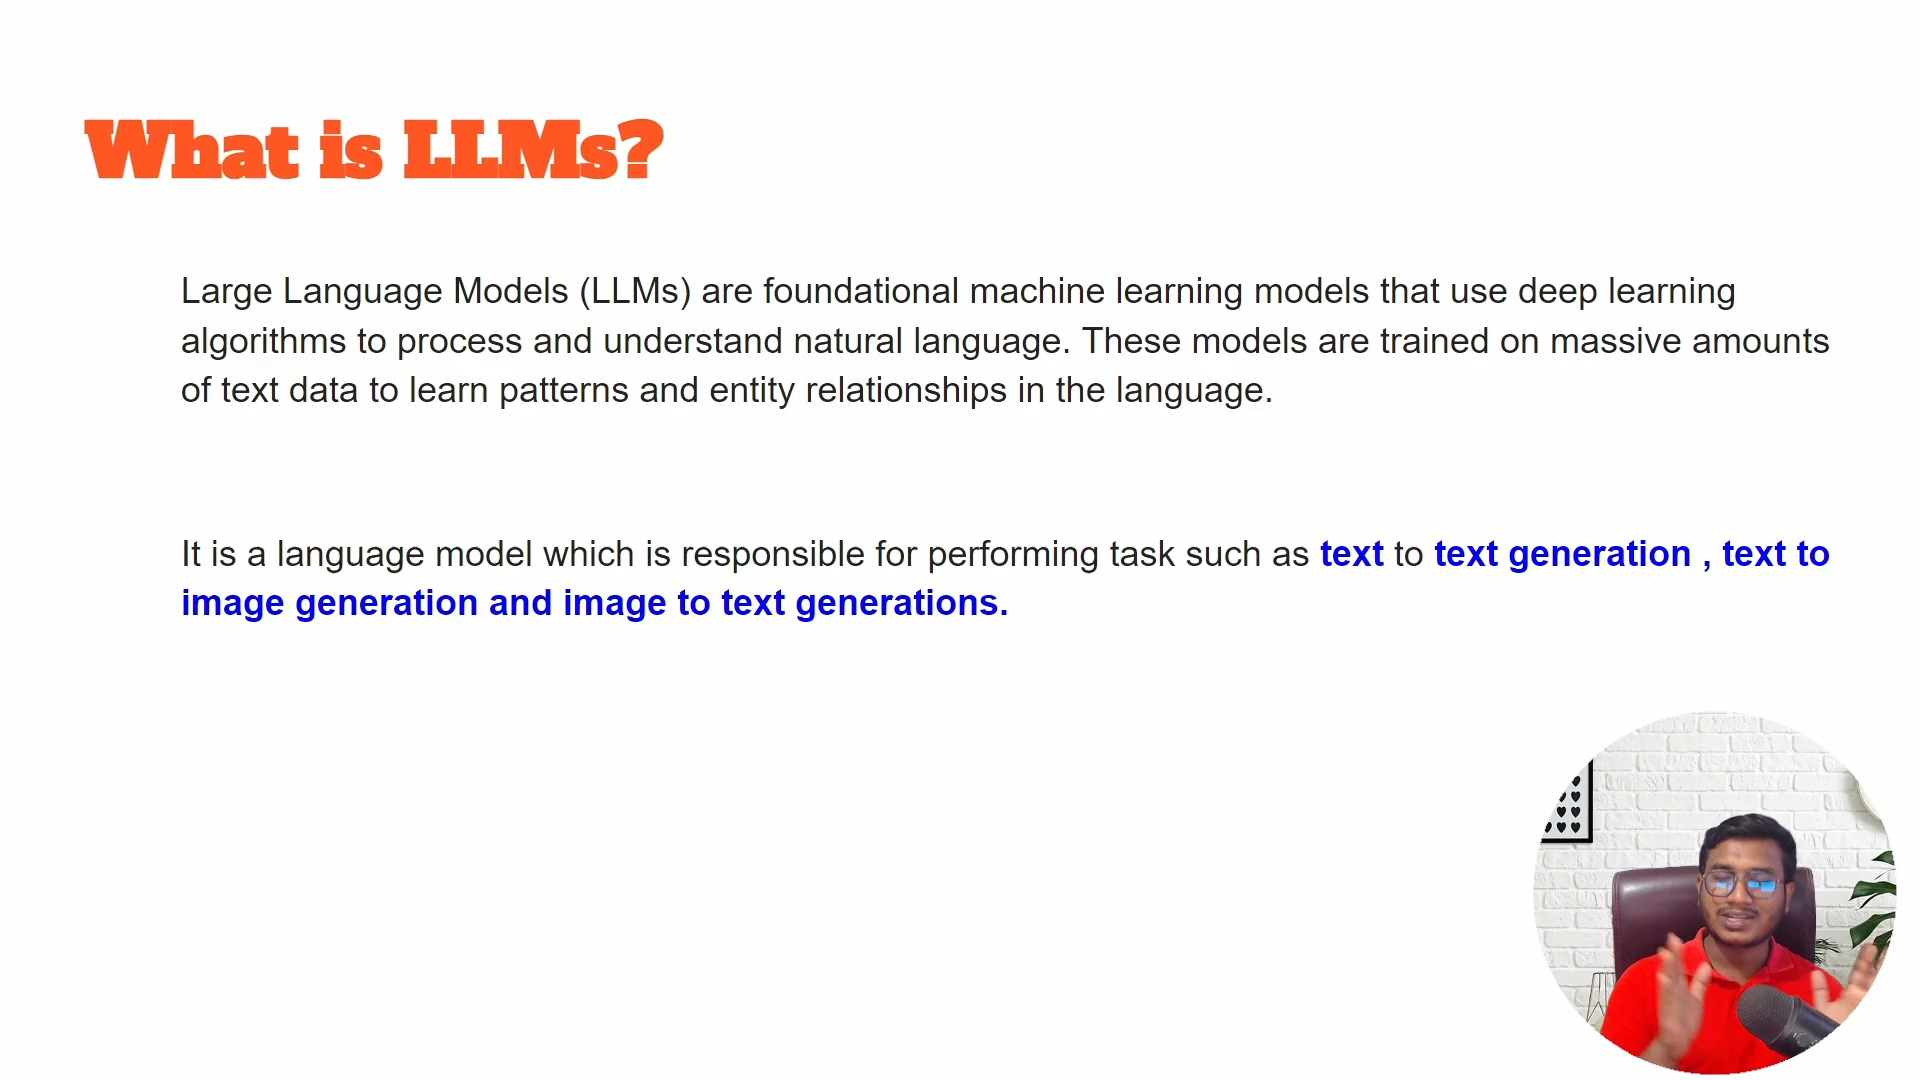 What is LLMs?
Large Language Models (LLMs) are foundational machine learning models that use deep learning
algorithms to process and understand natural language. These models are trained on massive amounts
of text data to learn patterns and entity relationships in the language.
It is a language model which is responsible for performing task such as text to text generation , text to
image generation and image to text generations.